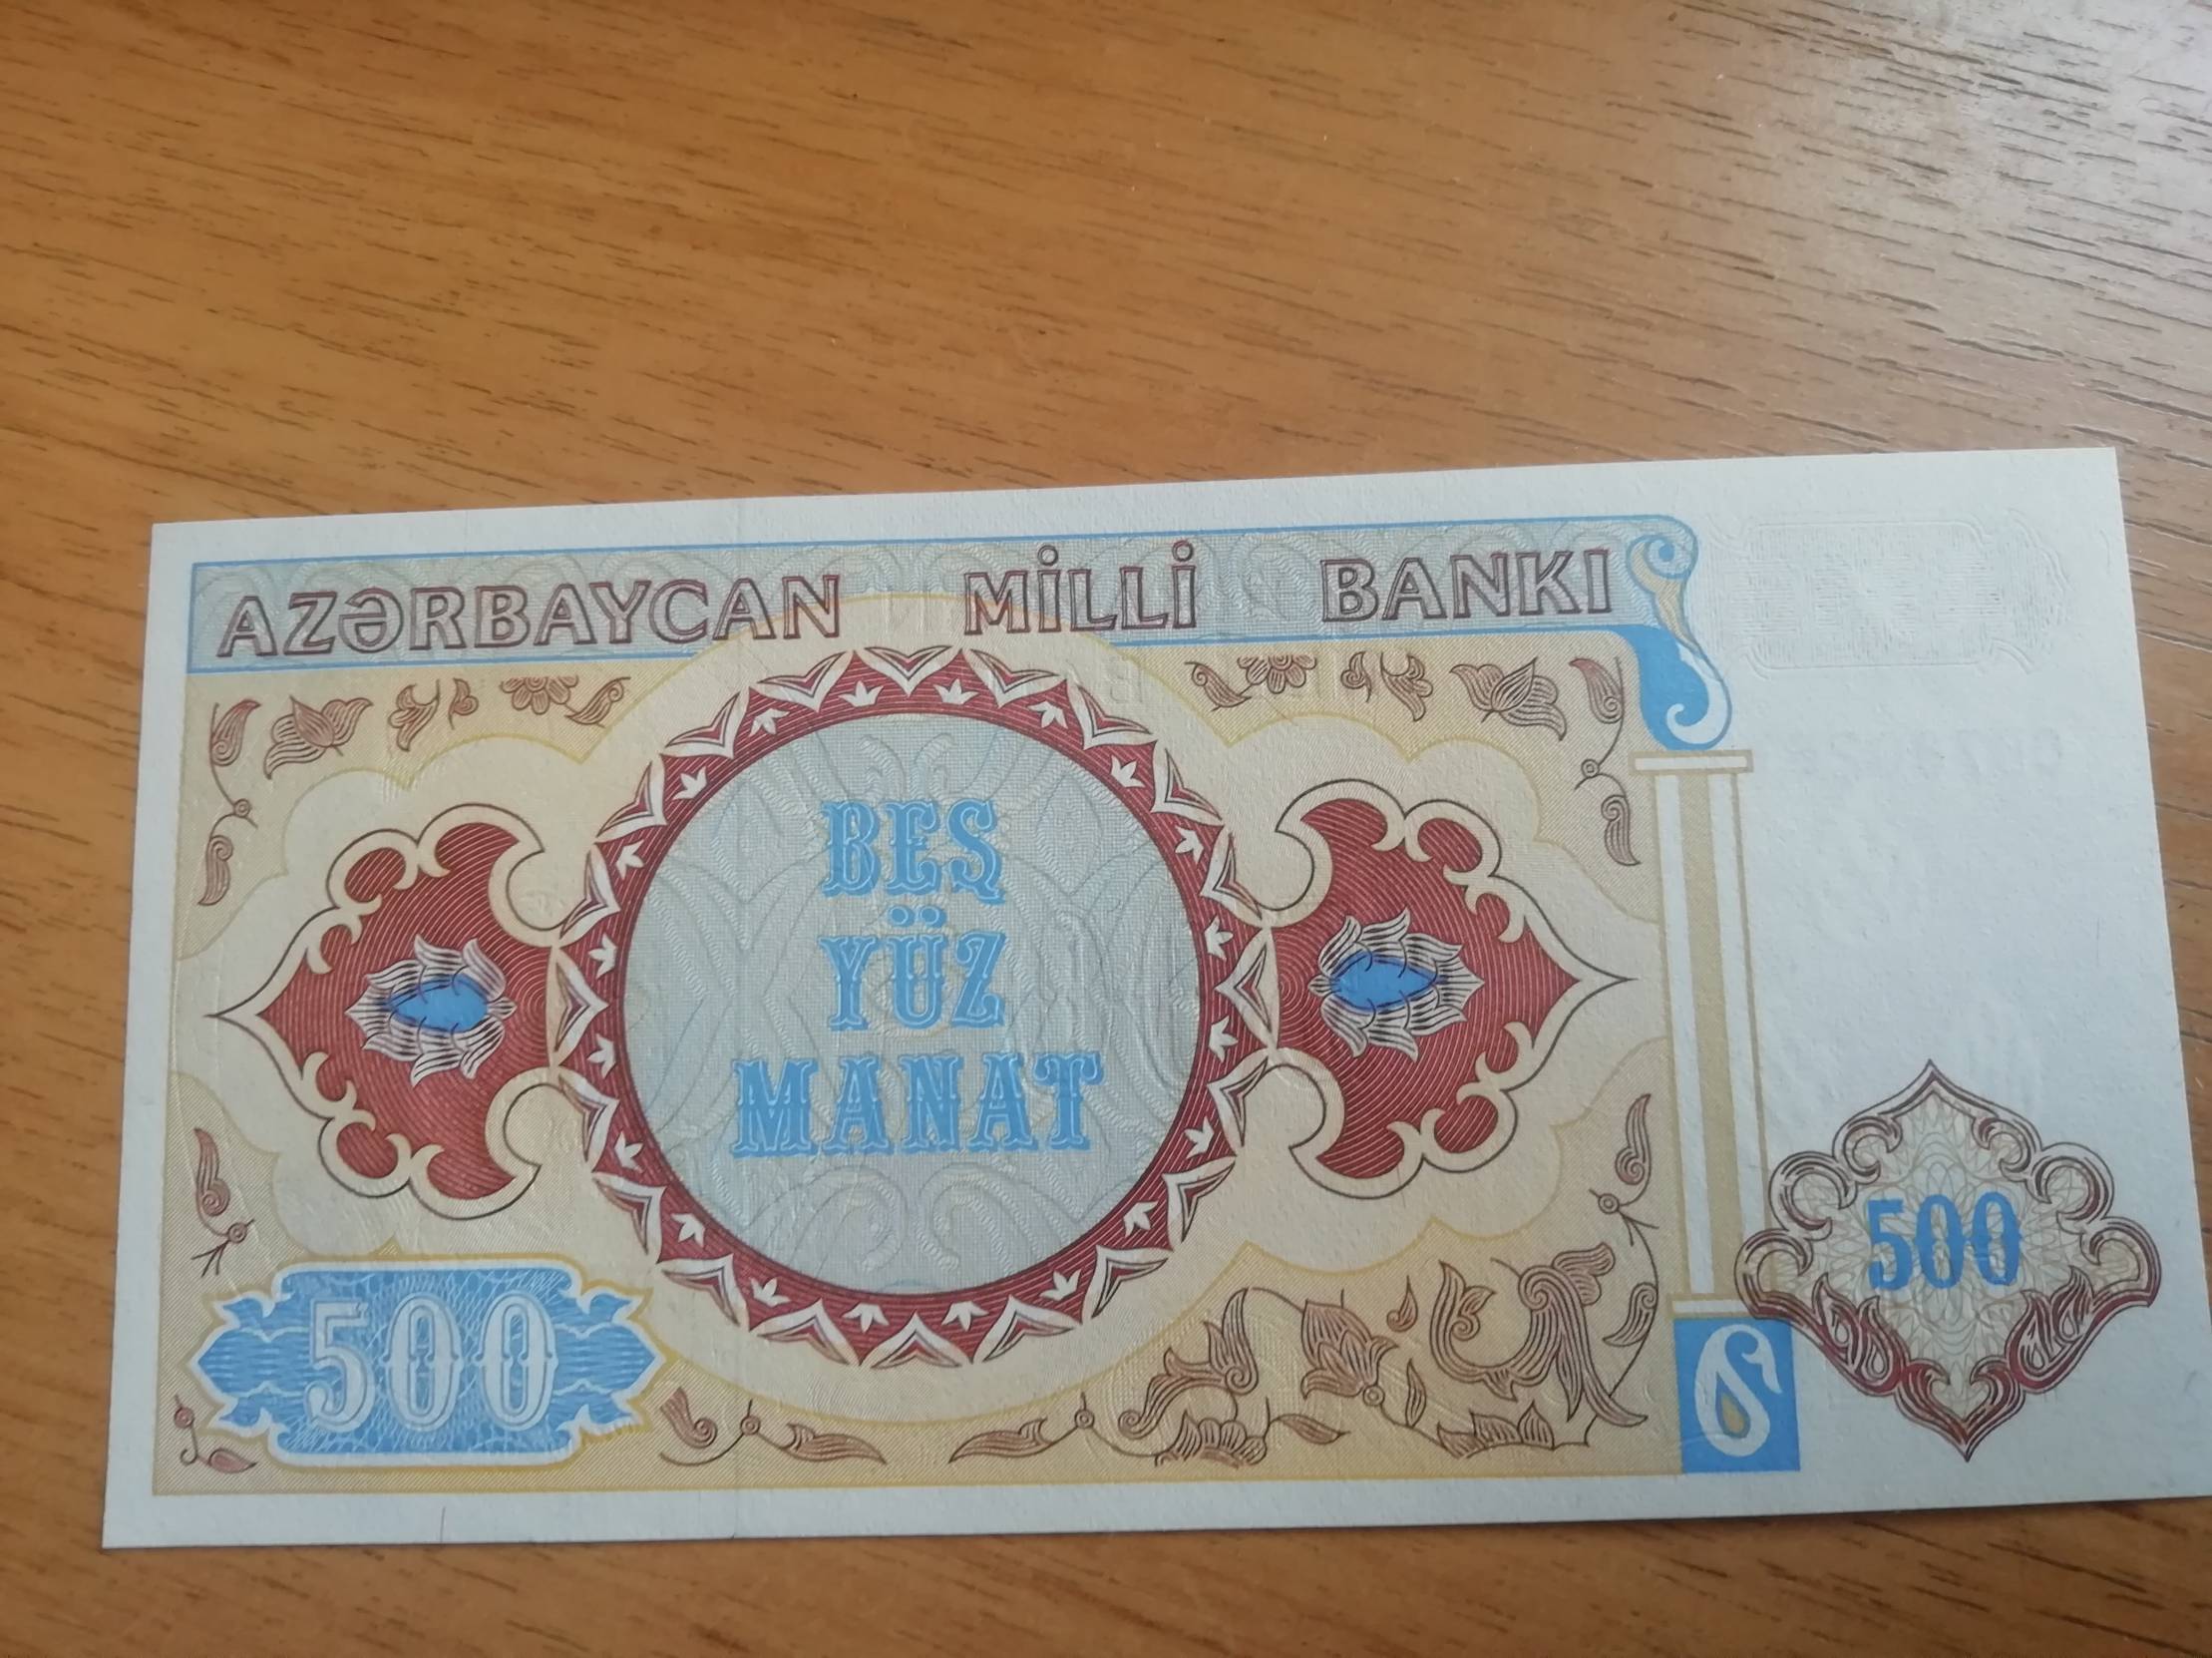 AZƏRBAYCAN MİLLİ BANKI
BEŞ
YÜZ
MANAT
500
500